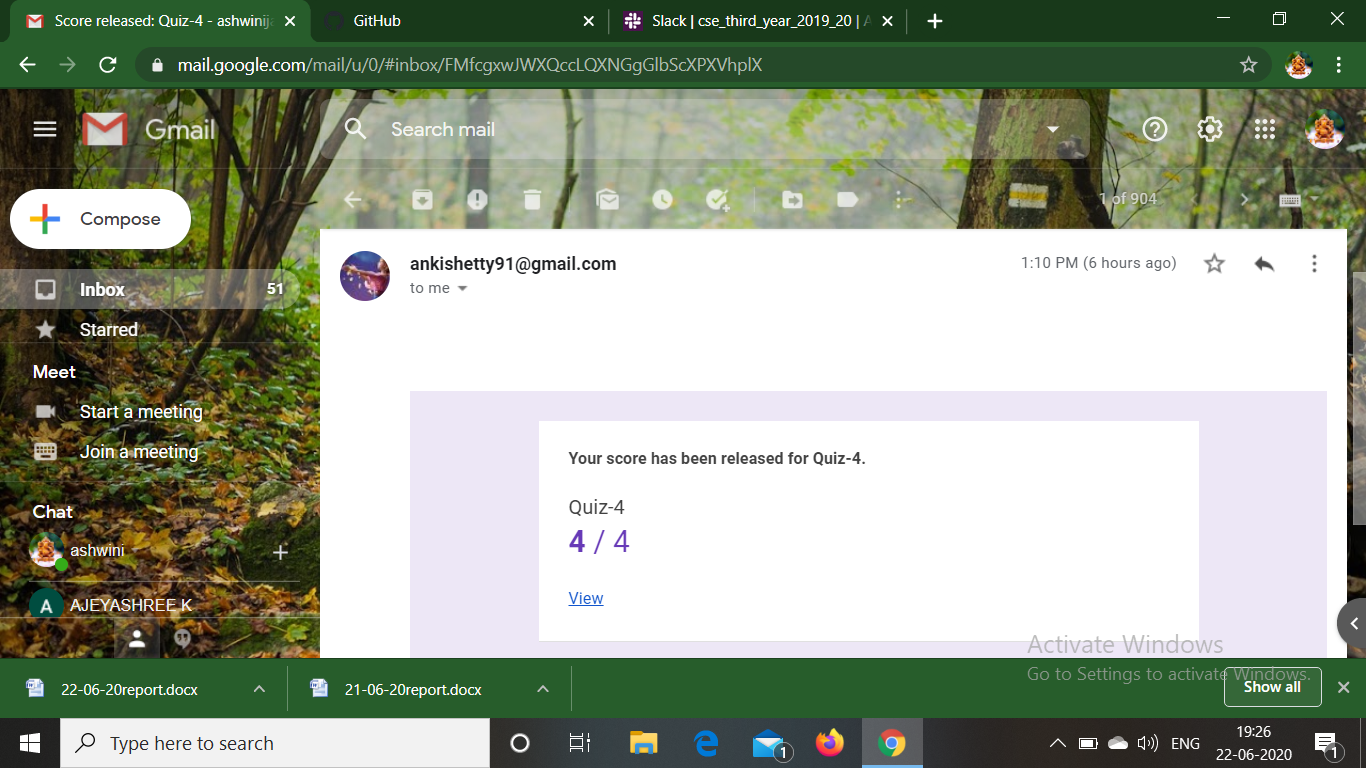 Score released: Quiz-4 - ashwinija
GitHub
Slack | cse_third_year_2019_20 | A
mail.google.com/mail/u/0/#inbox/FMfcgxwJWXQccLQXNGgGlbScXPXVhplX
Gmail
Search mail
1 of 904
Compose
Inbox 51
Starred
Meet
Start a meeting
Join a meeting
Chat
ashwini
A AJEYASHREE K
ankishetty91@gmail.com
1:10 PM (6 hours ago)
to me
Your score has been released for Quiz-4.
Quiz-4
4 / 4
View
Activate Windows
Go to Settings to activate Windows.
22-06-20report.docx
21-06-20report.docx
Show all
Type here to search
1
ENG
19:26
22-06-2020
1